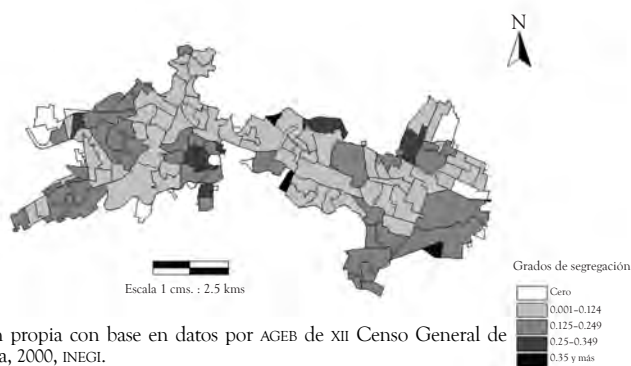 N
Escala 1 cms. : 2.5 kms
Grados de segregación
Cero
0.001-0.124
0.125-0.249
0.25-0.349
0.35 y más
propia con base en datos por AGEB de XII Censo General de
2000, INEGI.